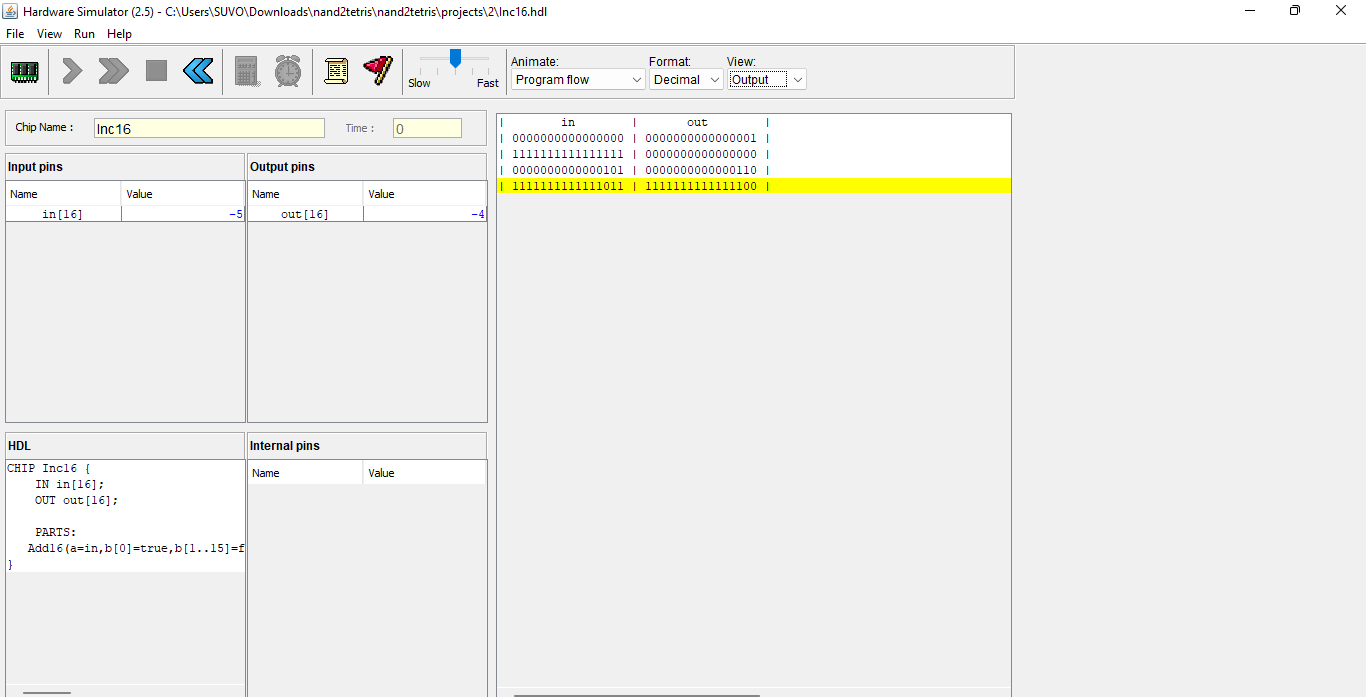 Hardware Simulator (2.5) - C:\Users\SUVO\Downloads\nand2tetris\nand2tetris\projects\2\Inc16.hdl
File View Run Help
Slow Fast
Animate: Format: View:
Program flow Decimal Output
Chip Name : Inc16 Time : 0
Input pins Output pins
Name Value Name Value
in[16] -5 out[16] -4
| in | out |
| 0000000000000000 | 0000000000000001 |
| 1111111111111111 | 0000000000000000 |
| 0000000000000101 | 0000000000000110 |
| 1111111111111011 | 1111111111111100 |
HDL Internal pins
Name Value
CHIP Inc16 {
IN in[16];
OUT out[16];
PARTS:
Add16(a=in,b[0]=true,b[1..15]=f
}